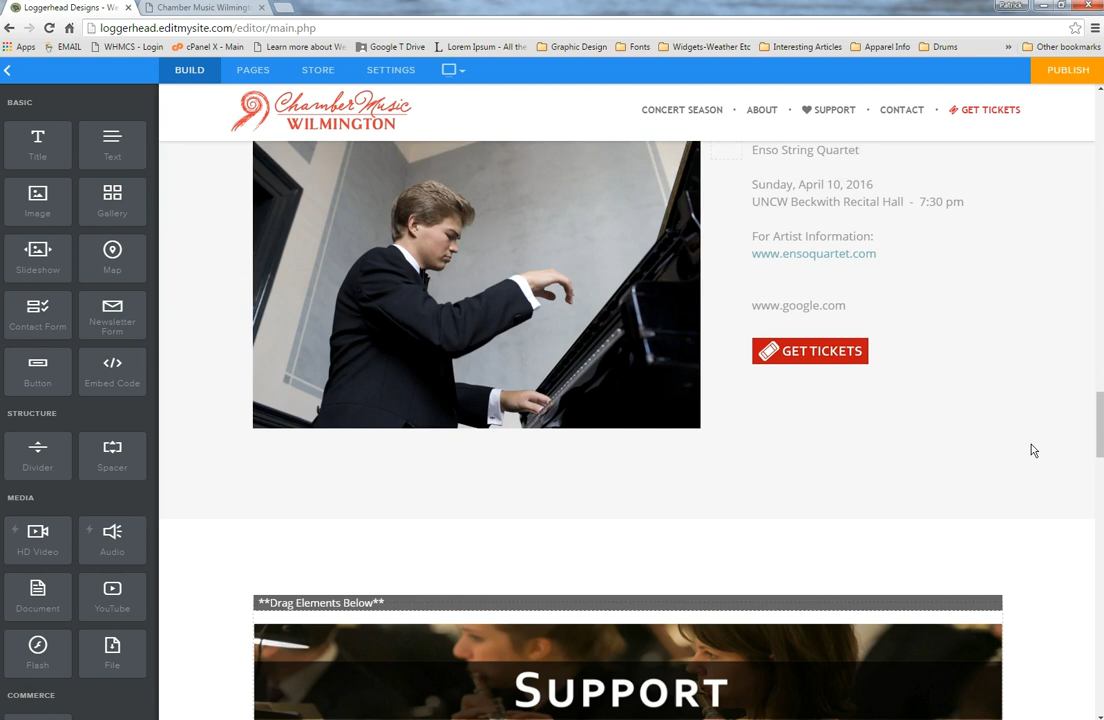 Loggerhead Designs - We
Chamber Music Wilmingt
Patrick
loggerhead.editmysite.com/editor/main.php
Apps
EMAIL
WHMCS - Login
cPanel X - Main
Learn more about We
Google T Drive
Lorem Ipsum - All the
Graphic Design
Fonts
Widgets-Weather Etc
Interesting Articles
Apparel Info
Drums
»
Other bookmarks
BUILD
PAGES
STORE
SETTINGS
PUBLISH
BASIC
Title
Text
Image
Gallery
Slideshow
Map
Contact Form
Newsletter
Form
Button
Embed Code
STRUCTURE
Divider
Spacer
MEDIA
HD Video
Audio
Document
YouTube
Flash
File
COMMERCE
Chamber Music
WILMINGTON
CONCERT SEASON • ABOUT • SUPPORT • CONTACT • GET TICKETS
Enso String Quartet
Sunday, April 10, 2016
UNCW Beckwith Recital Hall - 7:30 pm
For Artist Information:
www.ensoquartet.com
www.google.com
GET TICKETS
**Drag Elements Below**
SUPPORT